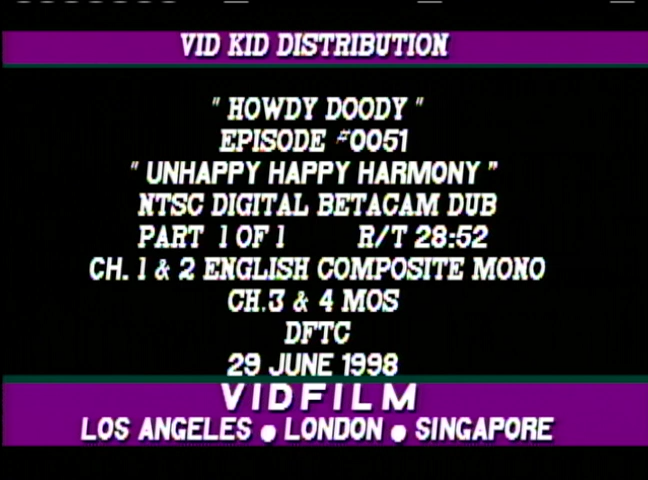 VID KID DISTRIBUTION
" HOWDY DOODY "
EPISODE #0051
" UNHAPPY HAPPY HARMONY "
NTSC DIGITAL BETACAM DUB
PART 1 OF 1 R/T 28:52
CH. 1 & 2 ENGLISH COMPOSITE MONO
CH.3 & 4 MOS
DFTC
29 JUNE 1998
VIDFILM
LOS ANGELES ● LONDON ● SINGAPORE